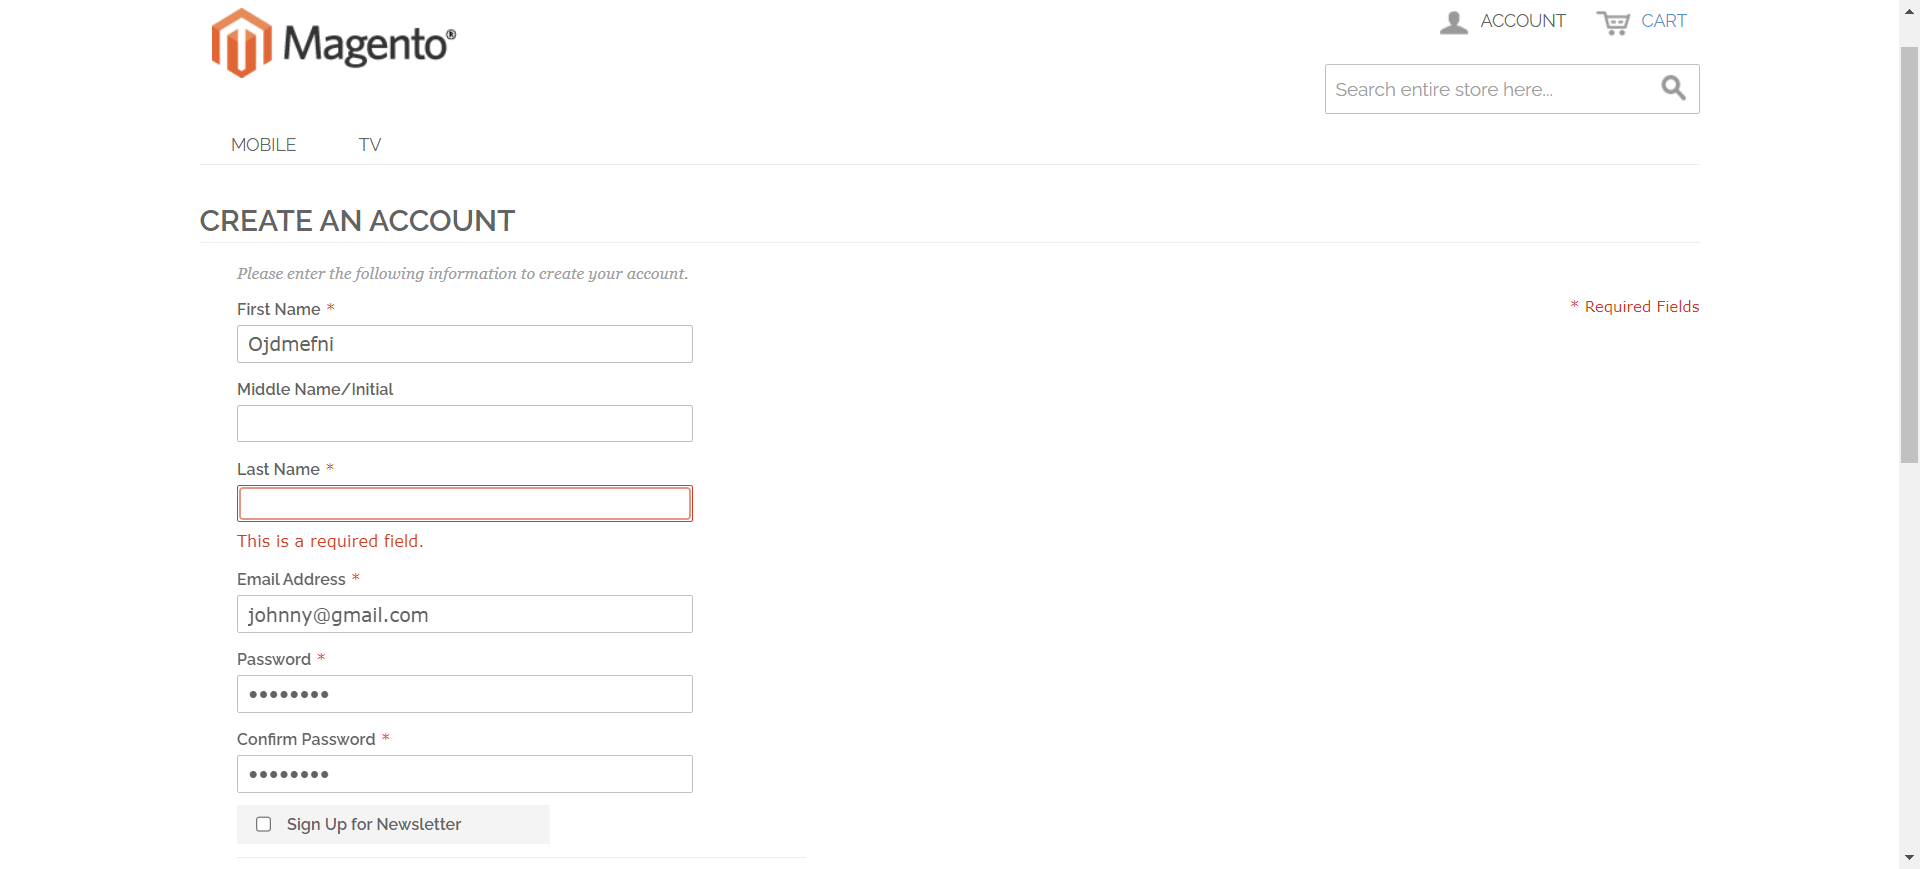 Magento®
ACCOUNT
CART
Search entire store here...
MOBILE
TV
CREATE AN ACCOUNT
Please enter the following information to create your account.
First Name *
* Required Fields
Ojdmefni
Middle Name/Initial
Last Name *
This is a required field.
Email Address *
johnny@gmail.com
Password *
••••••••
Confirm Password *
••••••••
Sign Up for Newsletter